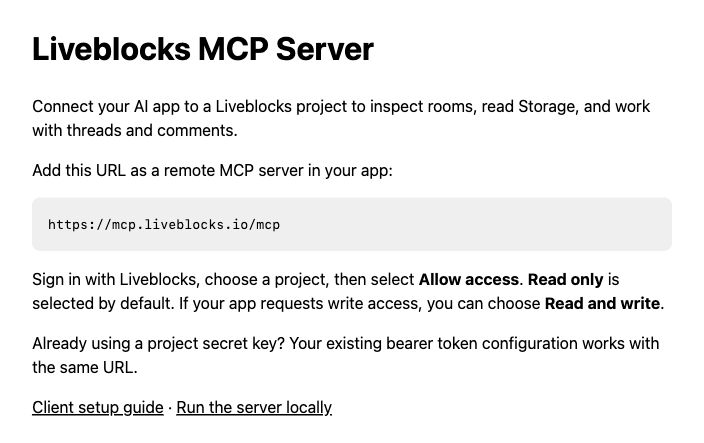 Liveblocks MCP Server
Connect your AI app to a Liveblocks project to inspect rooms, read Storage, and work
with threads and comments.
Add this URL as a remote MCP server in your app:
https://mcp.liveblocks.io/mcp
Sign in with Liveblocks, choose a project, then select Allow access. Read only is
selected by default. If your app requests write access, you can choose Read and write.
Already using a project secret key? Your existing bearer token configuration works with
the same URL.
Client setup guide · Run the server locally